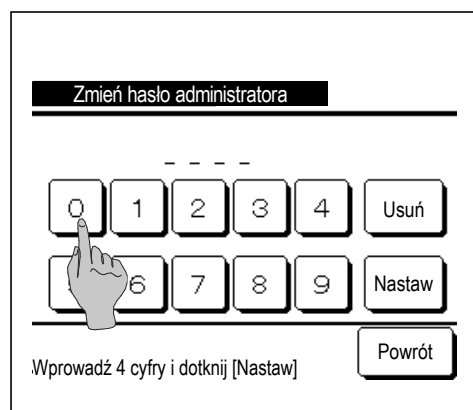 Zmień hasło administratora
_ _ _ _
0 1 2 3 4 Usuń
6 7 8 9 Nastaw
Wprowadź 4 cyfry i dotknij [Nastaw]
Powrót